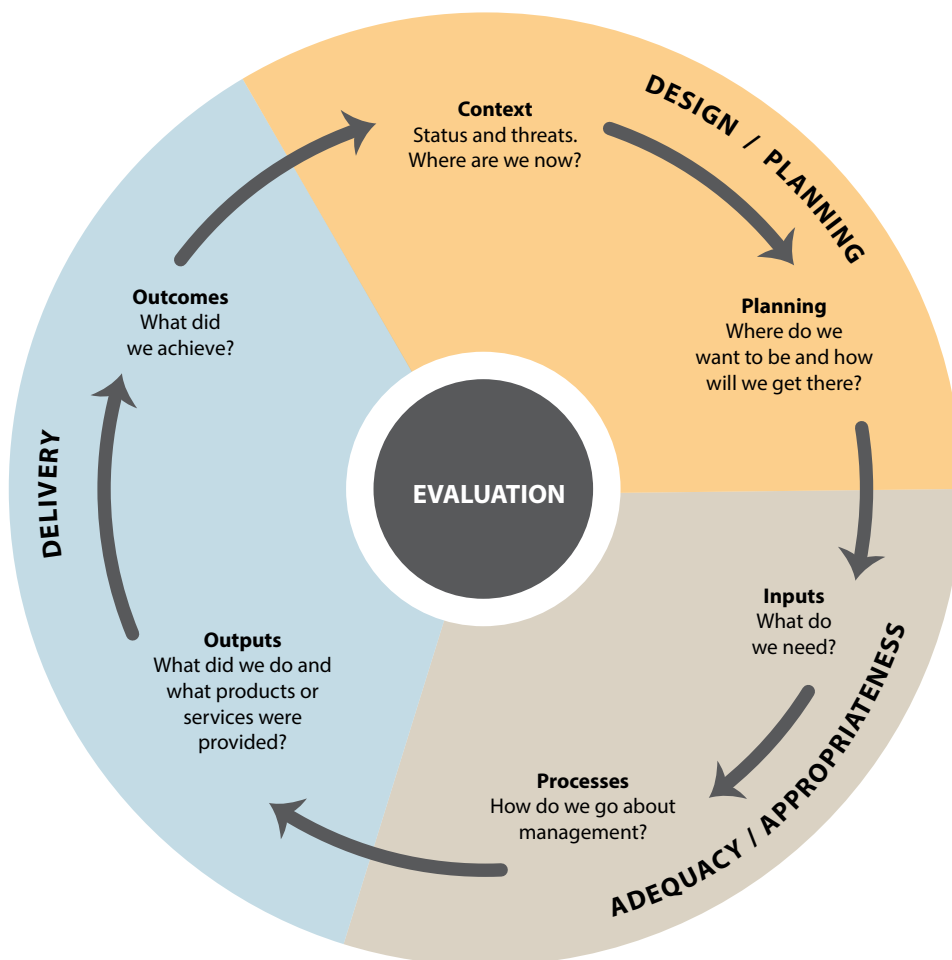 DESIGN / PLANNING
Context
Status and threats.
Where are we now?
Planning
Where do we
want to be and how
will we get there?
ADEQUACY / APPROPRIATENESS
Inputs
What do
we need?
Processes
How do we go about
management?
DELIVERY
Outputs
What did we do and
what products or
services were
provided?
Outcomes
What did
we achieve?
EVALUATION